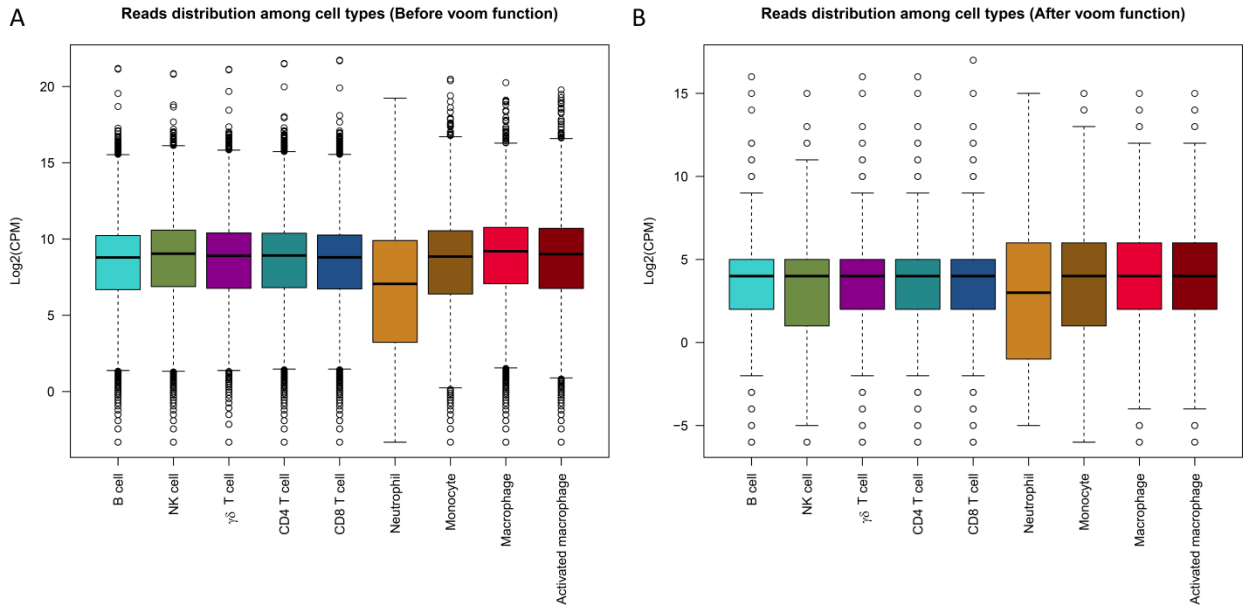 A
Reads distribution among cell types (Before voom function)
Log2(CPM)
20
15
10
5
0
B cell
NK cell
γδ T cell
CD4 T cell
CD8 T cell
Neutrophil
Monocyte
Macrophage
Activated macrophage
B
Reads distribution among cell types (After voom function)
Log2(CPM)
15
10
5
0
−5
B cell
NK cell
γδ T cell
CD4 T cell
CD8 T cell
Neutrophil
Monocyte
Macrophage
Activated macrophage